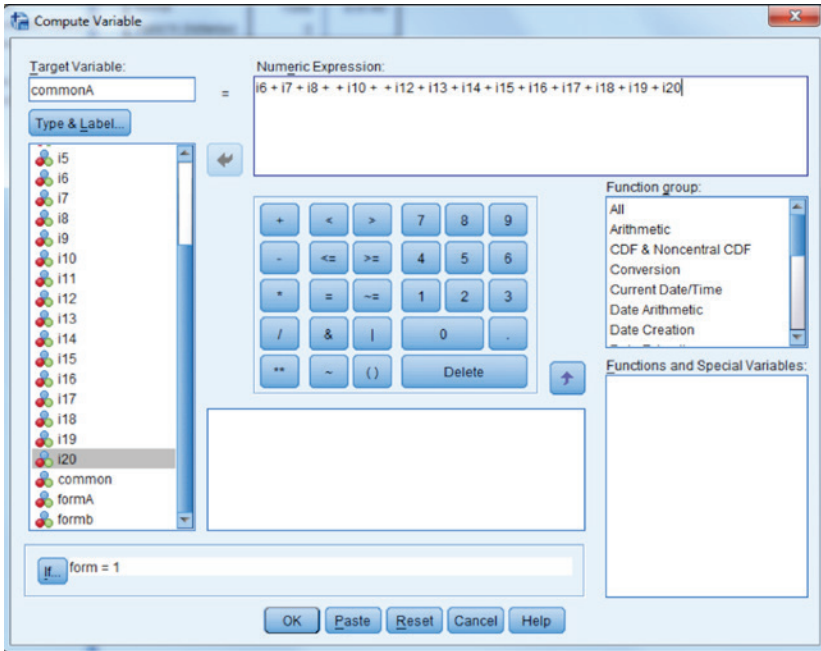 Compute Variable
Target Variable:
commonA
=
Numeric Expression:
i6 + i7 + i8 + + i10 + + i12 + i13 + i14 + i15 + i16 + i17 + i18 + i19 + i20
Type & Label...
i5
i6
i7
i8
i9
i10
i11
i12
i13
i14
i15
i16
i17
i18
i19
i20
common
formA
formb
+ < > 7 8 9
- <= >= 4 5 6
* = ~= 1 2 3
/ & | 0 .
** ~ ( ) Delete
Function group:
All
Arithmetic
CDF & Noncentral CDF
Conversion
Current Date/Time
Date Arithmetic
Date Creation
Functions and Special Variables:
If... form = 1
OK Paste Reset Cancel Help